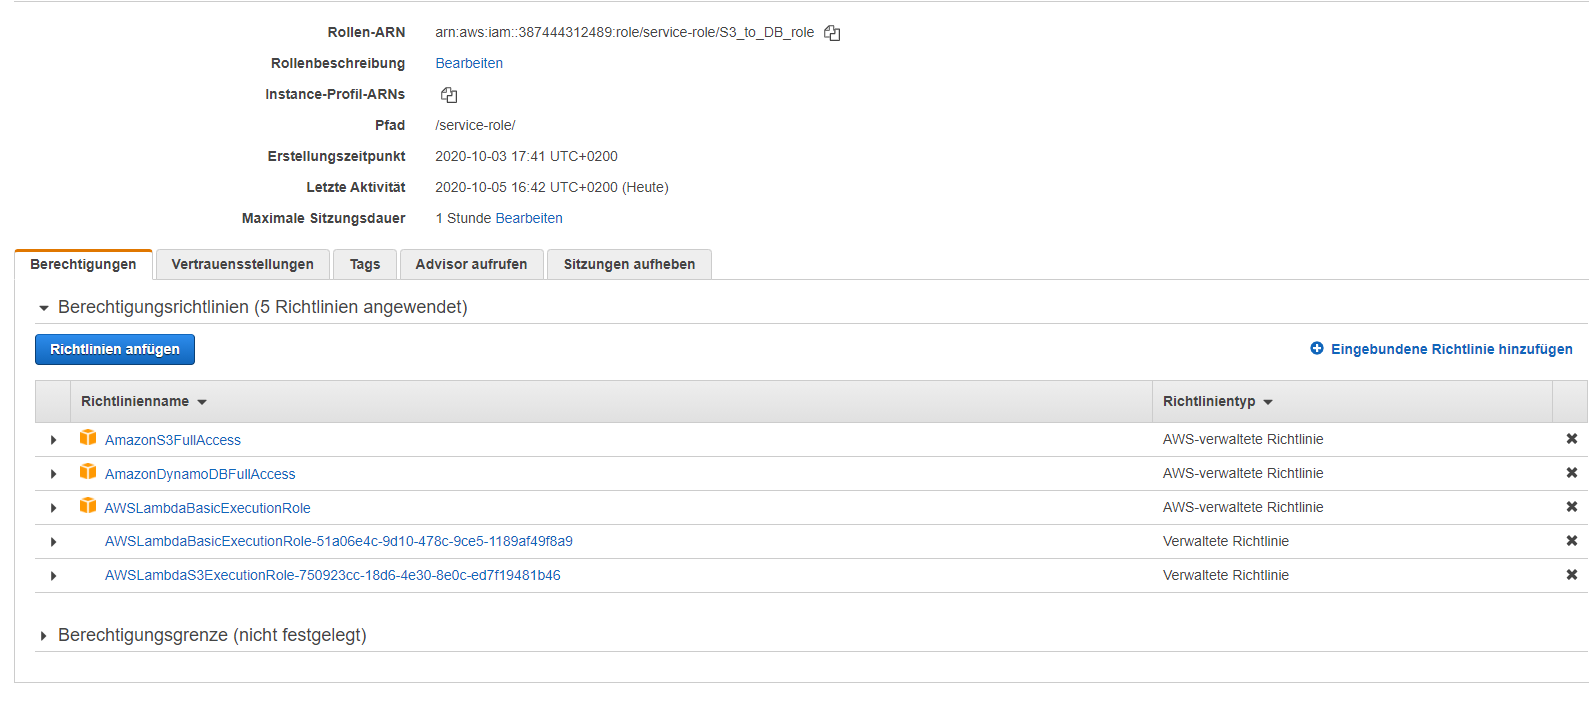 Rollen-ARN arn:aws:iam::387444312489:role/service-role/S3_to_DB_role
Rollenbeschreibung Bearbeiten
Instance-Profil-ARNs
Pfad /service-role/
Erstellungszeitpunkt 2020-10-03 17:41 UTC+0200
Letzte Aktivität 2020-10-05 16:42 UTC+0200 (Heute)
Maximale Sitzungsdauer 1 Stunde Bearbeiten
Berechtigungen Vertrauensstellungen Tags Advisor aufrufen Sitzungen aufheben
Berechtigungsrichtlinien (5 Richtlinien angewendet)
Richtlinien anfügen Eingebundene Richtlinie hinzufügen
Richtlinienname Richtlinientyp
AmazonS3FullAccess AWS-verwaltete Richtlinie
AmazonDynamoDBFullAccess AWS-verwaltete Richtlinie
AWSLambdaBasicExecutionRole AWS-verwaltete Richtlinie
AWSLambdaBasicExecutionRole-51a06e4c-9d10-478c-9ce5-1189af49f8a9 Verwaltete Richtlinie
AWSLambdaS3ExecutionRole-750923cc-18d6-4e30-8e0c-ed7f19481b46 Verwaltete Richtlinie
Berechtigungsgrenze (nicht festgelegt)